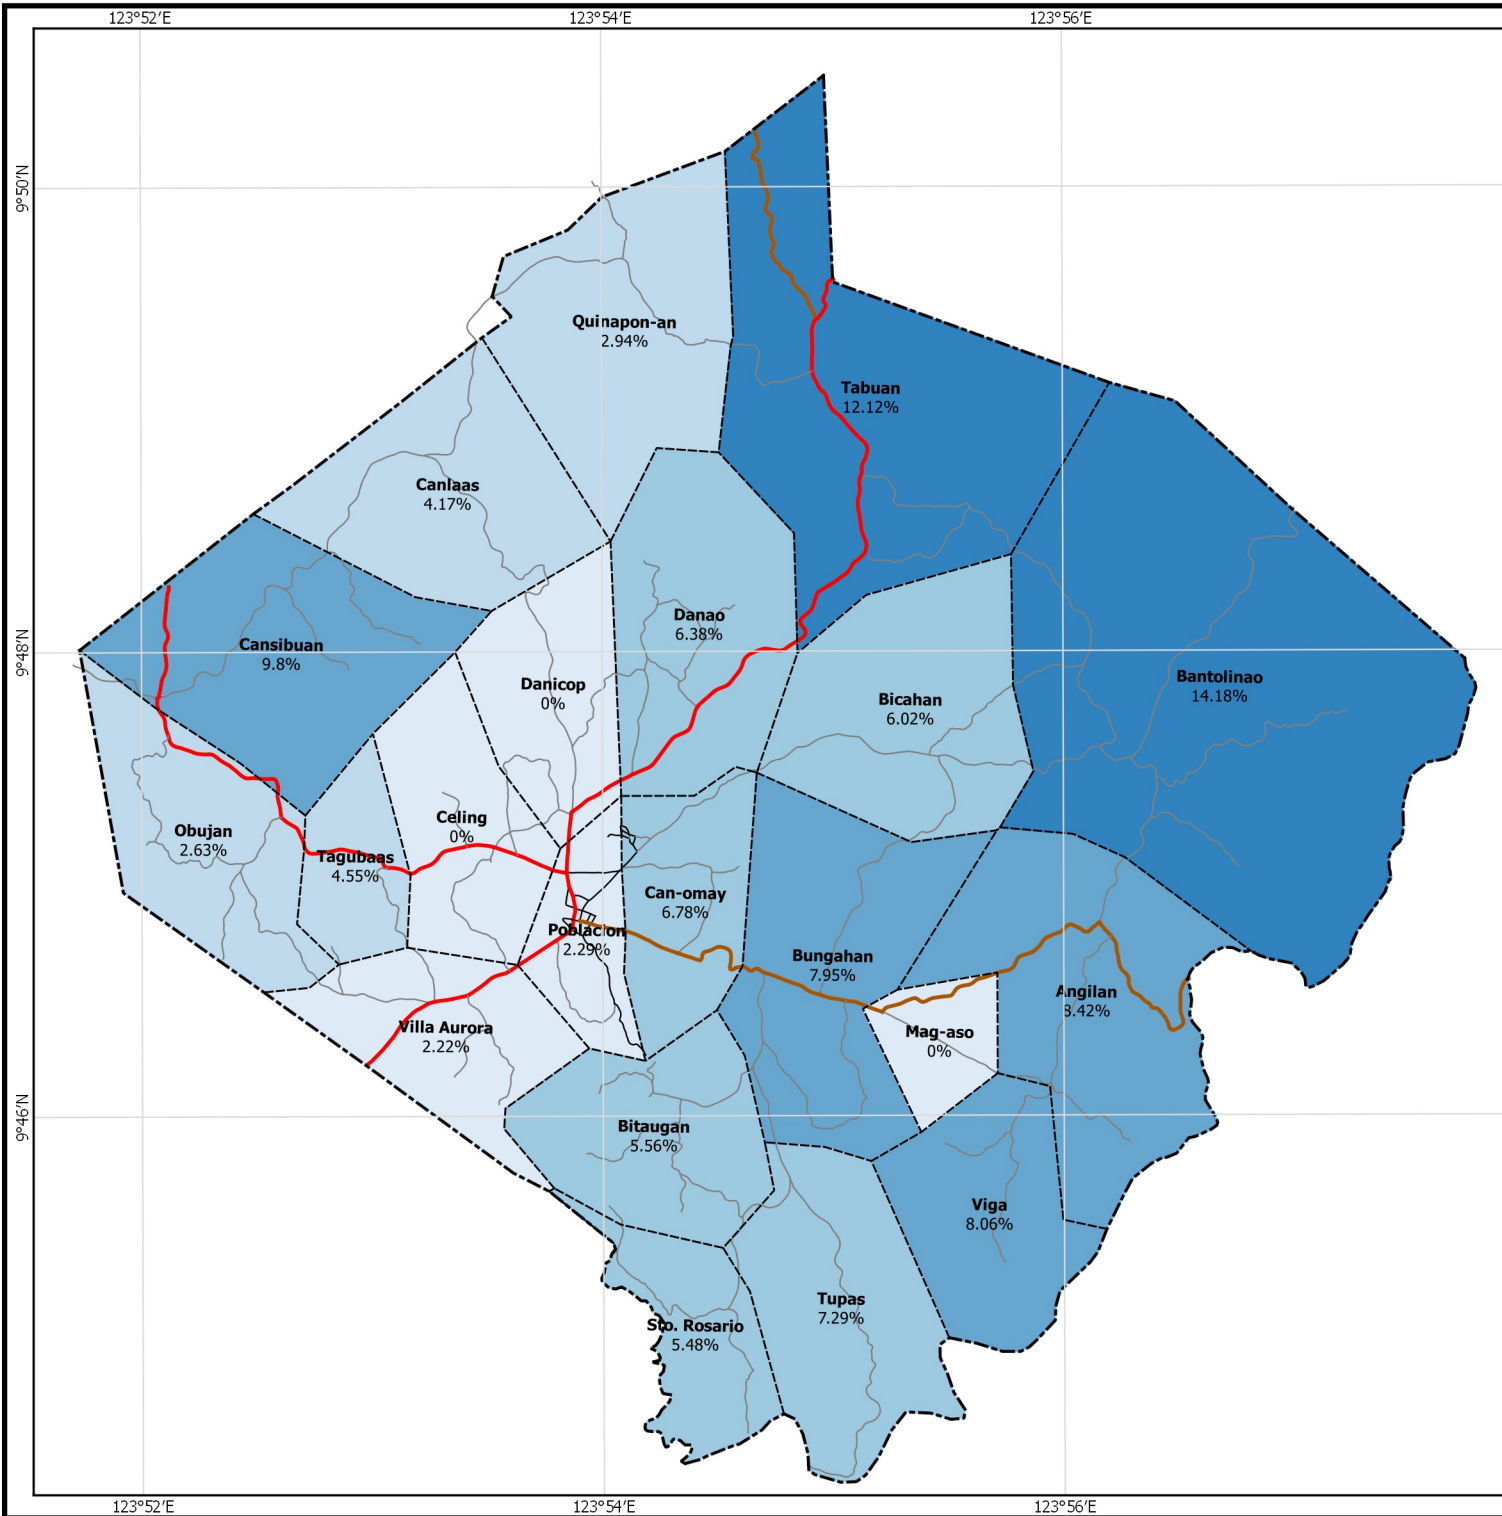 123°52'E
123°54'E
123°56'E
9°50'N
Quinapon-an
2.94%
Tabuan
12.12%
Canlaas
4.17%
Danao
6.38%
9°48'N
Cansibuan
9.8%
Danicop
0%
Bicahan
6.02%
Bantolinao
14.18%
Celing
0%
Obujan
2.63%
Tagubaas
4.55%
Can-omay
6.78%
Poblacion
2.29%
Bungahan
7.95%
Angilan
8.42%
Villa Aurora
2.22%
Mag-aso
0%
9°46'N
Bitaugan
5.56%
Viga
8.06%
Tupas
7.29%
Sto. Rosario
5.48%
123°52'E
123°54'E
123°56'E